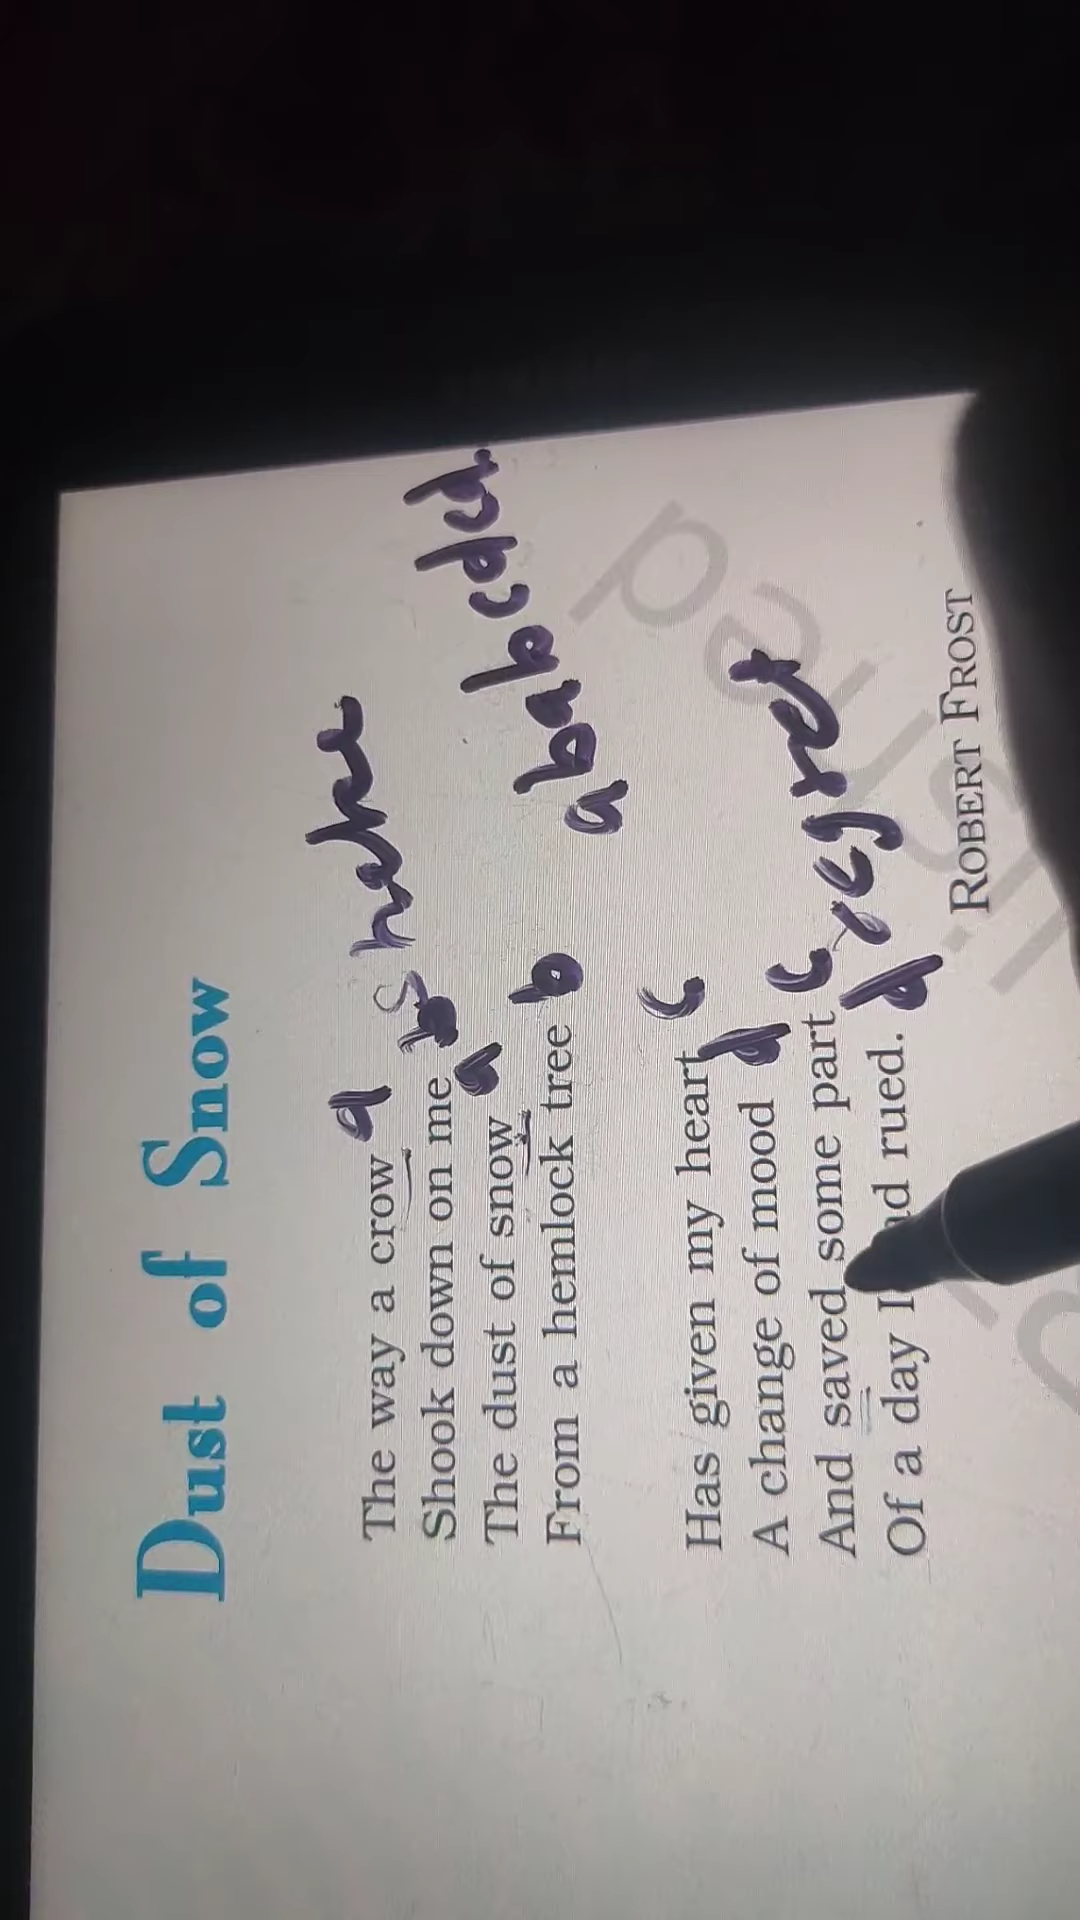 Dust of Snow
The way a crow a
Shook down on me b
The dust of snow a
From a hemlock tree b
abab cdcd
Has given my heart c
A change of mood d
And saved some part c
Of a day I rued. d regret
ROBERT FROST